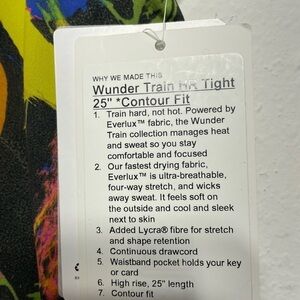 WHY WE MADE THIS
Wunder Train HR Tight
25" *Contour Fit
1. Train hard, not hot. Powered by
Everlux™ fabric, the Wunder
Train collection manages heat
and sweat so you stay
comfortable and focused
2. Our fastest drying fabric,
Everlux™ is ultra-breathable,
four-way stretch, and wicks
away sweat. It feels soft on
the outside and cool and sleek
next to skin
3. Added Lycra® fibre for stretch
and shape retention
4. Continuous drawcord
5. Waistband pocket holds your key
or card
6. High rise, 25" length
7. Contour fit